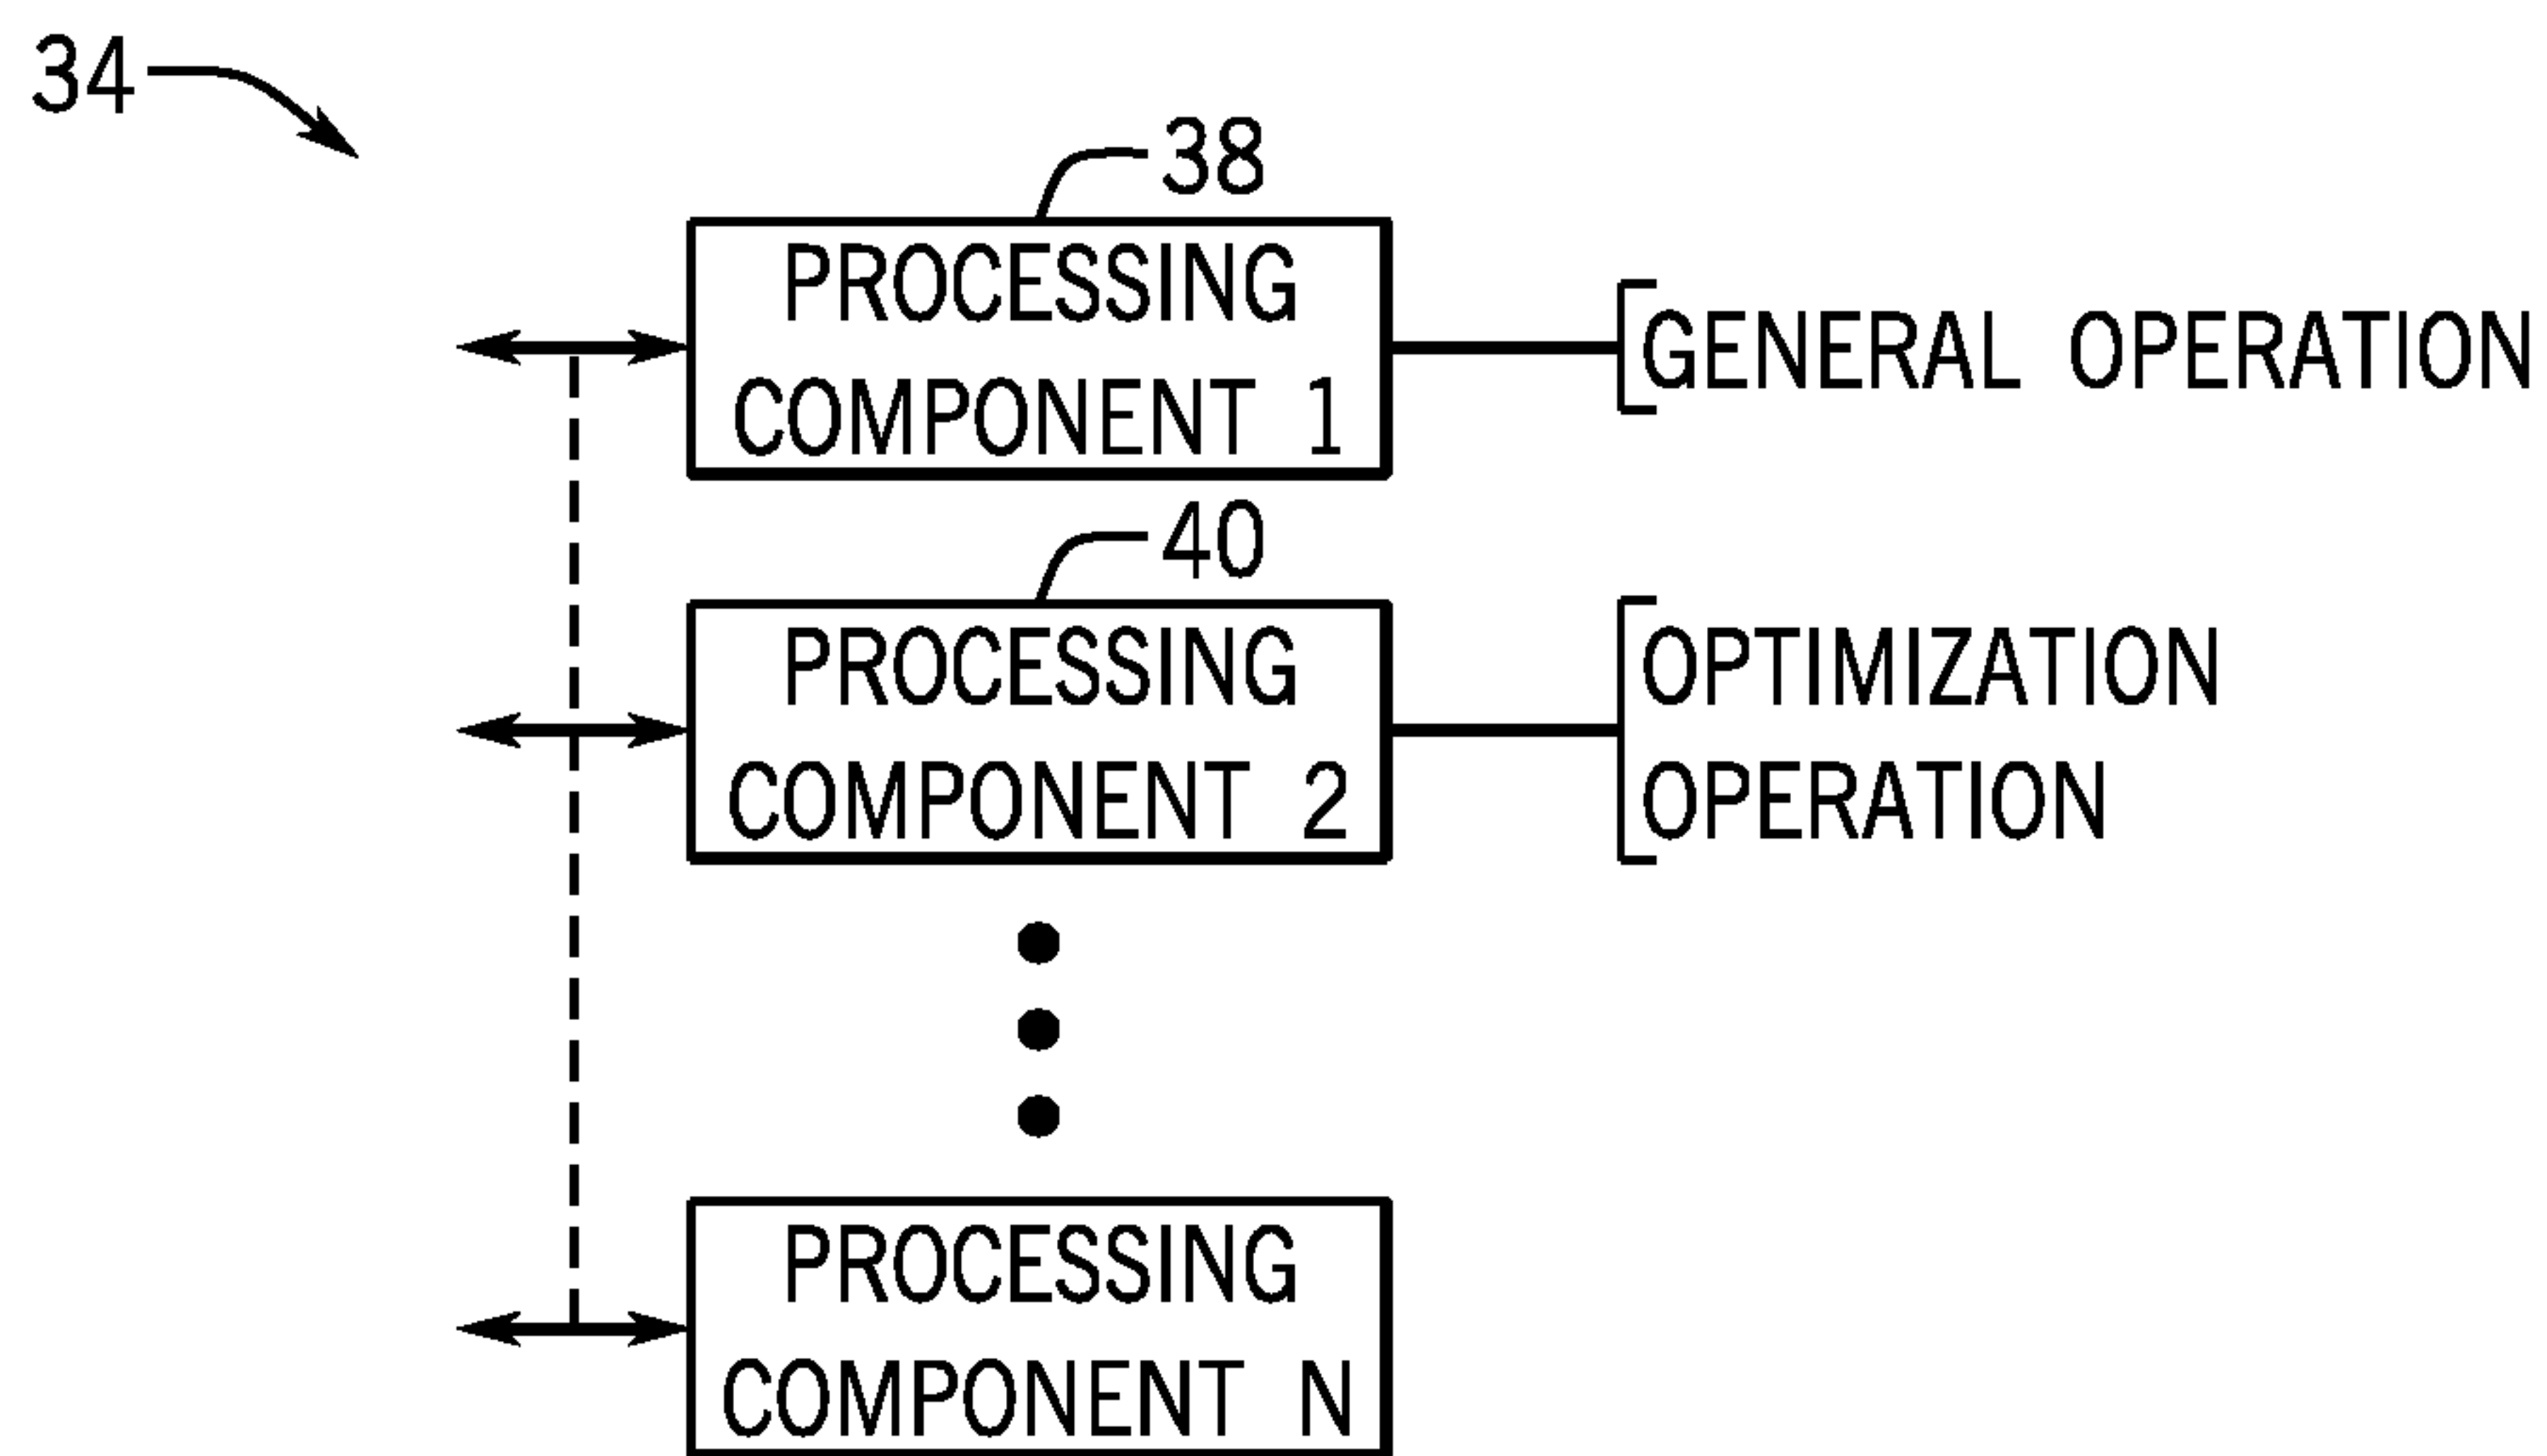 34
38
PROCESSING
COMPONENT 1
GENERAL OPERATION
40
PROCESSING
COMPONENT 2
OPTIMIZATION
OPERATION
PROCESSING
COMPONENT N